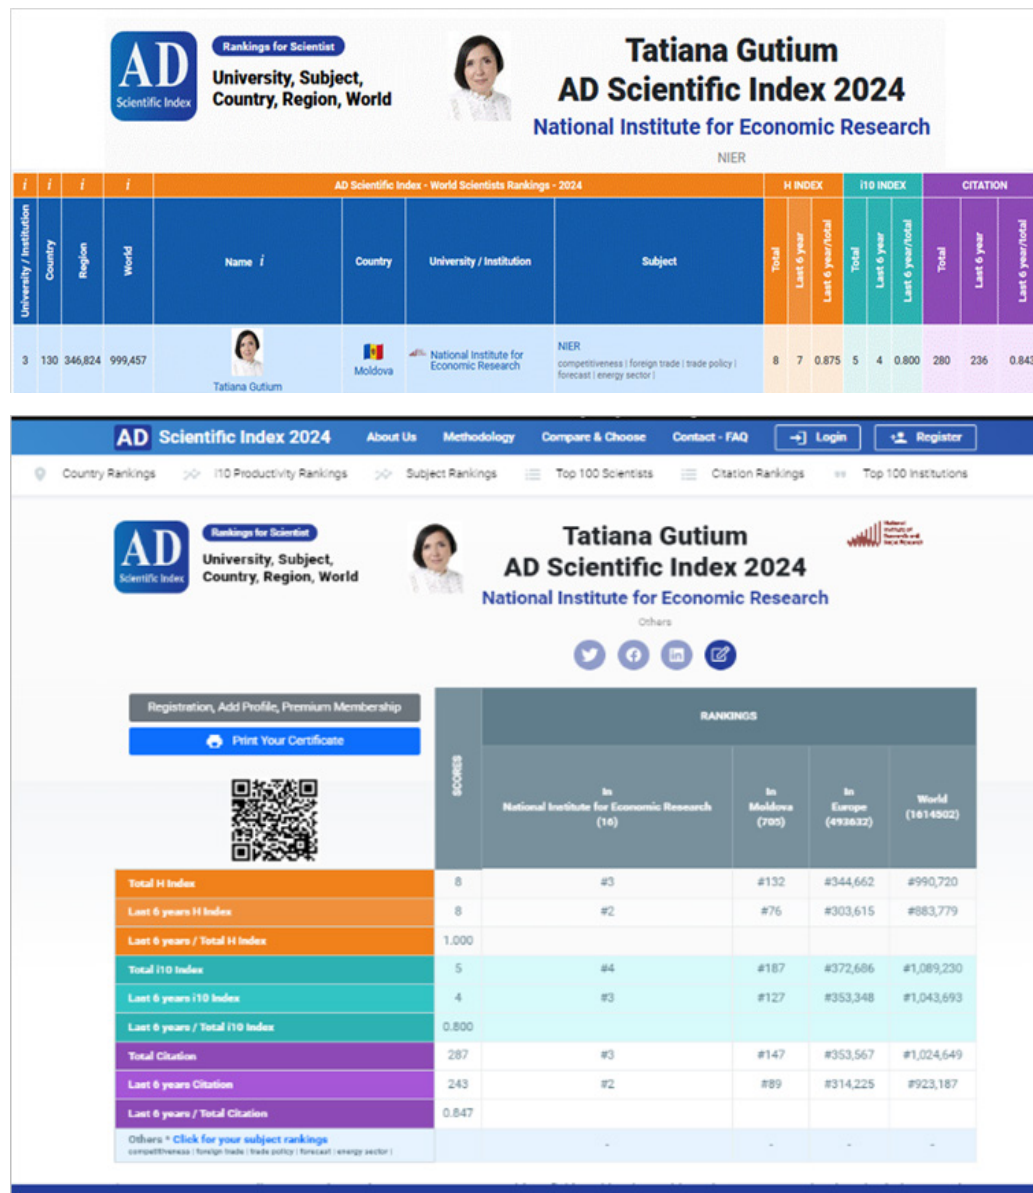 AD
Scientific Index
Rankings for Scientist
University, Subject,
Country, Region, World
Tatiana Gutium
AD Scientific Index 2024
National Institute for Economic Research
NIER
i i i i AD Scientific Index - World Scientists Rankings - 2024 H INDEX i10 INDEX CITATION
University / Institution Country Region World Name i Country University / Institution Subject Total Last 6 year Last 6 year/total Total Last 6 year Last 6 year/total Total Last 6 year Last 6 year/total
3 130 346,824 999,457 Tatiana Gutium Moldova National Institute for Economic Research NIER 8 7 0.875 5 4 0.800 280 236 0.843
competitiveness | foreign trade | trade policy |
forecast | energy sector |
AD Scientific Index 2024 About Us Methodology Compare & Choose Contact - FAQ Login Register
Country Rankings i10 Productivity Rankings Subject Rankings Top 100 Scientists Citation Rankings Top 100 Institutions
AD
Scientific Index
Rankings for Scientist
University, Subject,
Country, Region, World
Tatiana Gutium
AD Scientific Index 2024
National Institute for Economic Research
Others
National
Institute of
Economic and
Social Research
Registration, Add Profile, Premium Membership
Print Your Certificate
SCORES
RANKINGS
In
National Institute for Economic Research
(16)
In
Moldova
(705)
In
Europe
(493632)
World
(1614502)
Total H Index 8 #3 #132 #344,662 #990,720
Last 6 years H Index 8 #2 #76 #303,615 #883,779
Last 6 years / Total H Index 1.000
Total i10 Index 5 #4 #187 #372,686 #1,089,230
Last 6 years i10 Index 4 #3 #127 #353,348 #1,043,693
Last 6 years / Total i10 Index 0.800
Total Citation 287 #3 #147 #353,567 #1,024,649
Last 6 years Citation 243 #2 #89 #314,225 #923,187
Last 6 years / Total Citation 0.847
Others * Click for your subject rankings - - - -
competitiveness | foreign trade | trade policy | forecast | energy sector |